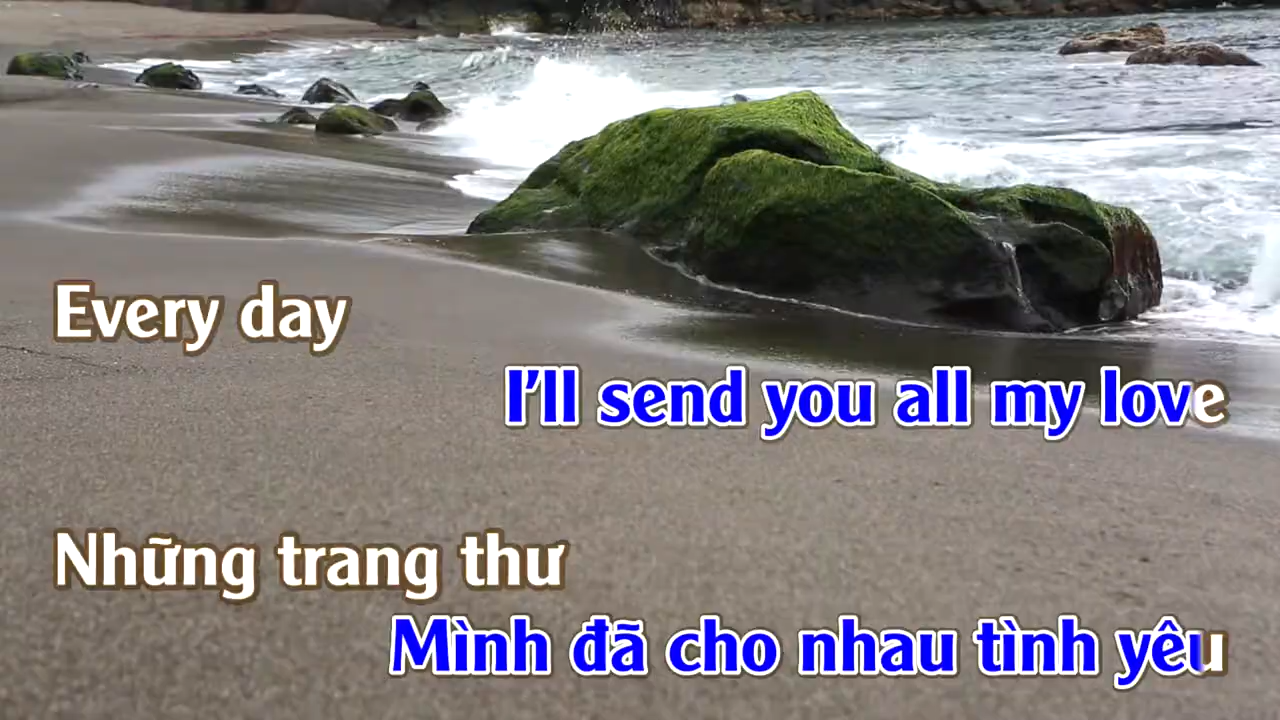 Every day
I'll send you all my love
Những trang thư
Mình đã cho nhau tình yêu